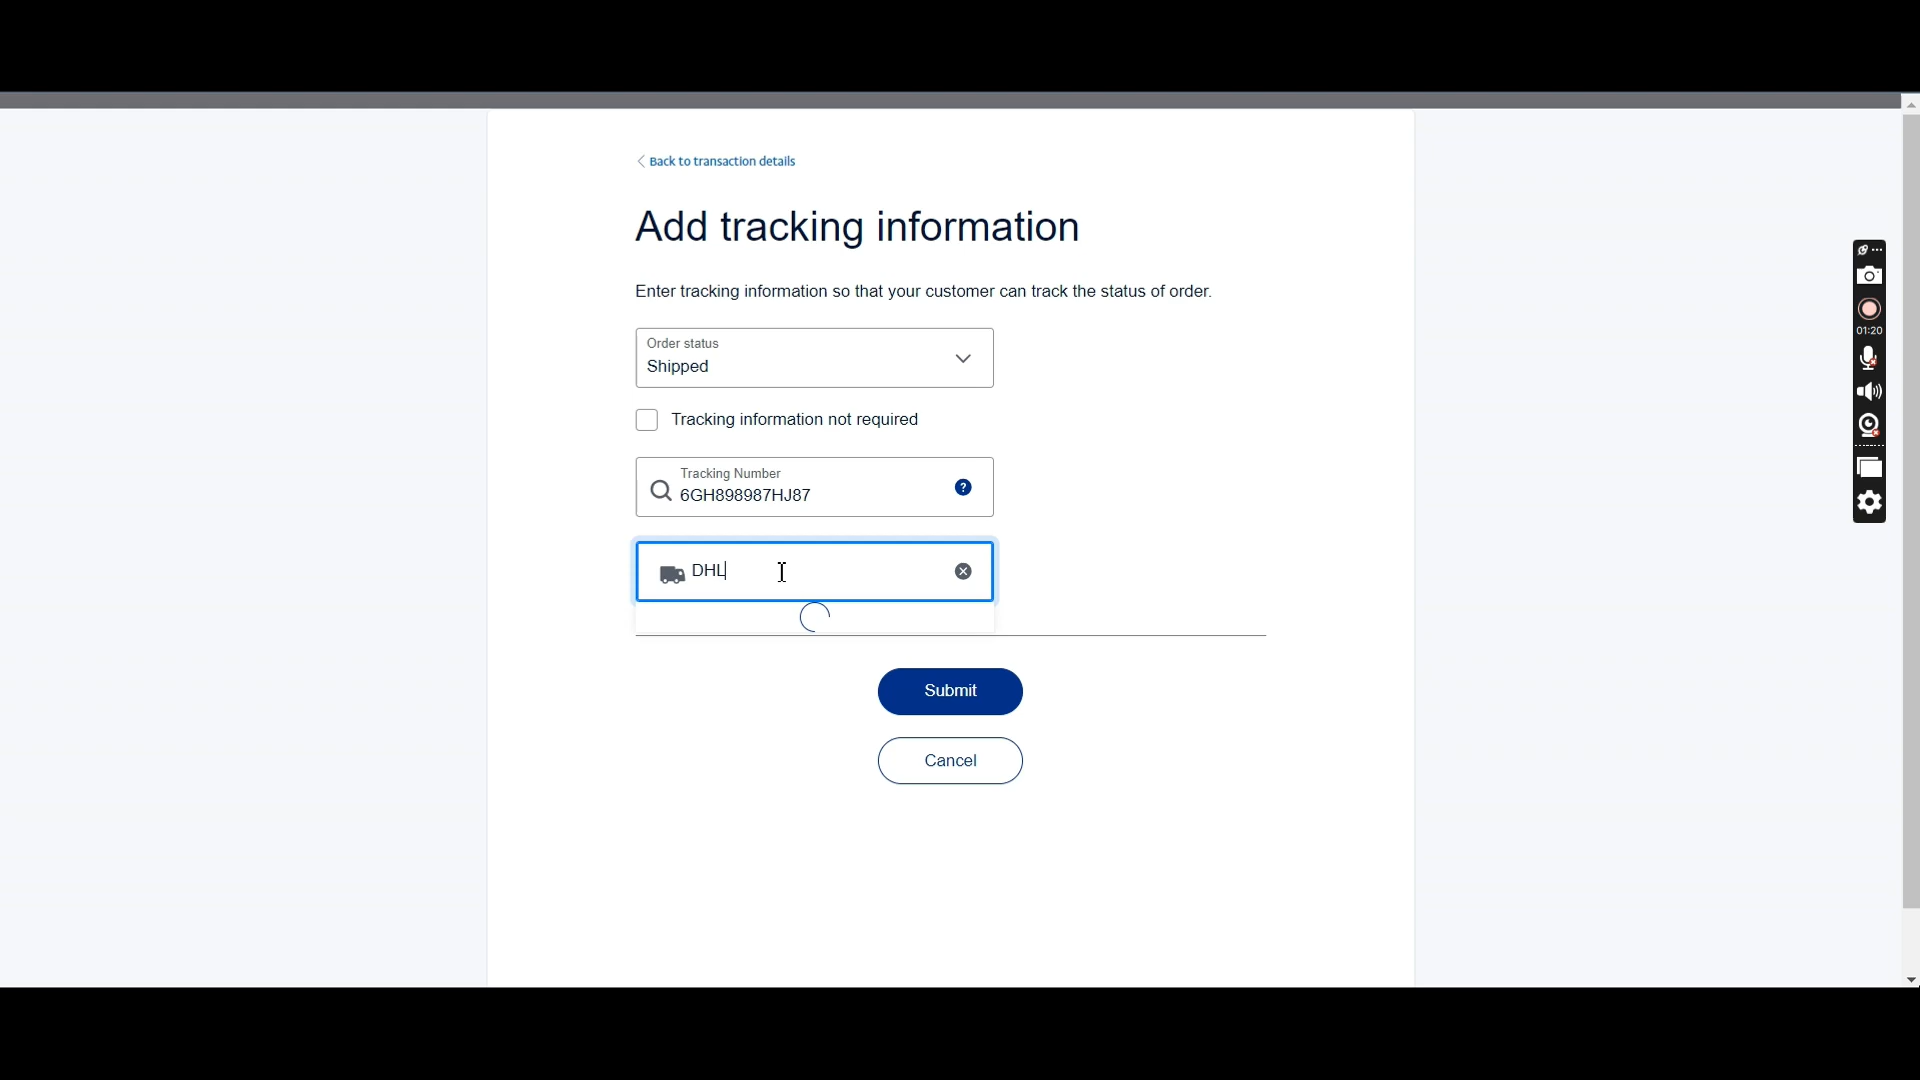 Back to transaction details
Add tracking information
Enter tracking information so that your customer can track the status of order.
Order status
Shipped
Tracking information not required
Tracking Number
6GH898987HJ87
?
DHL
Submit
Cancel
01:20